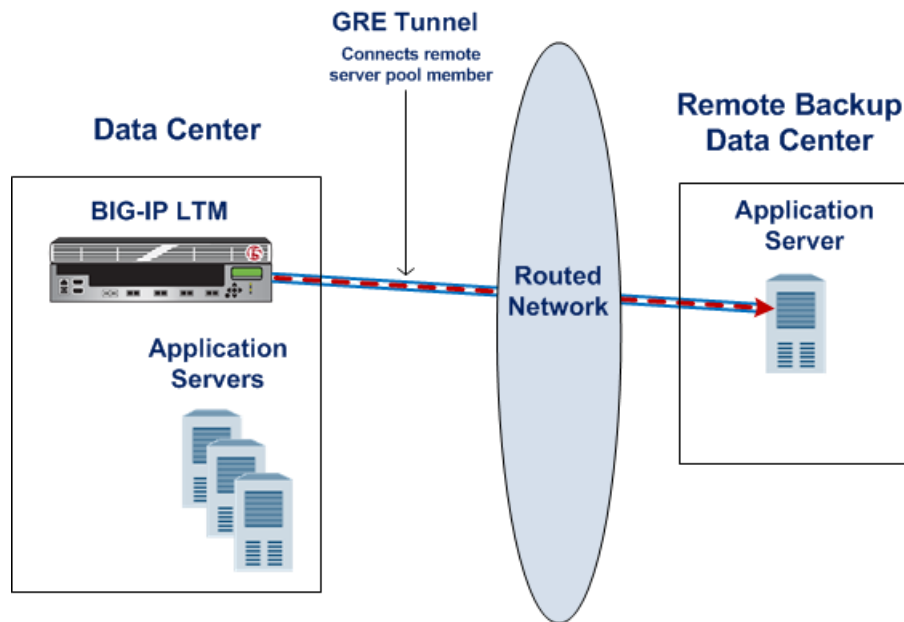 GRE Tunnel
Connects remote
server pool member
Data Center
Remote Backup
Data Center
BIG-IP LTM
f5
Application
Servers
Routed
Network
Application
Server